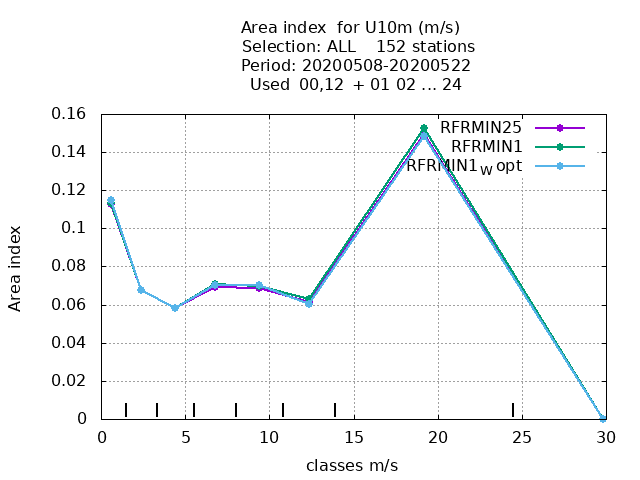 Area index  for U10m (m/s)
Selection: ALL    152 stations
Period: 20200508-20200522
Used  00,12  + 01 02 ... 24
RFRMIN25
RFRMIN1
RFRMIN1W opt
Area index
0.16
0.14
0.12
0.1
0.08
0.06
0.04
0.02
0
0 5 10 15 20 25 30
classes m/s